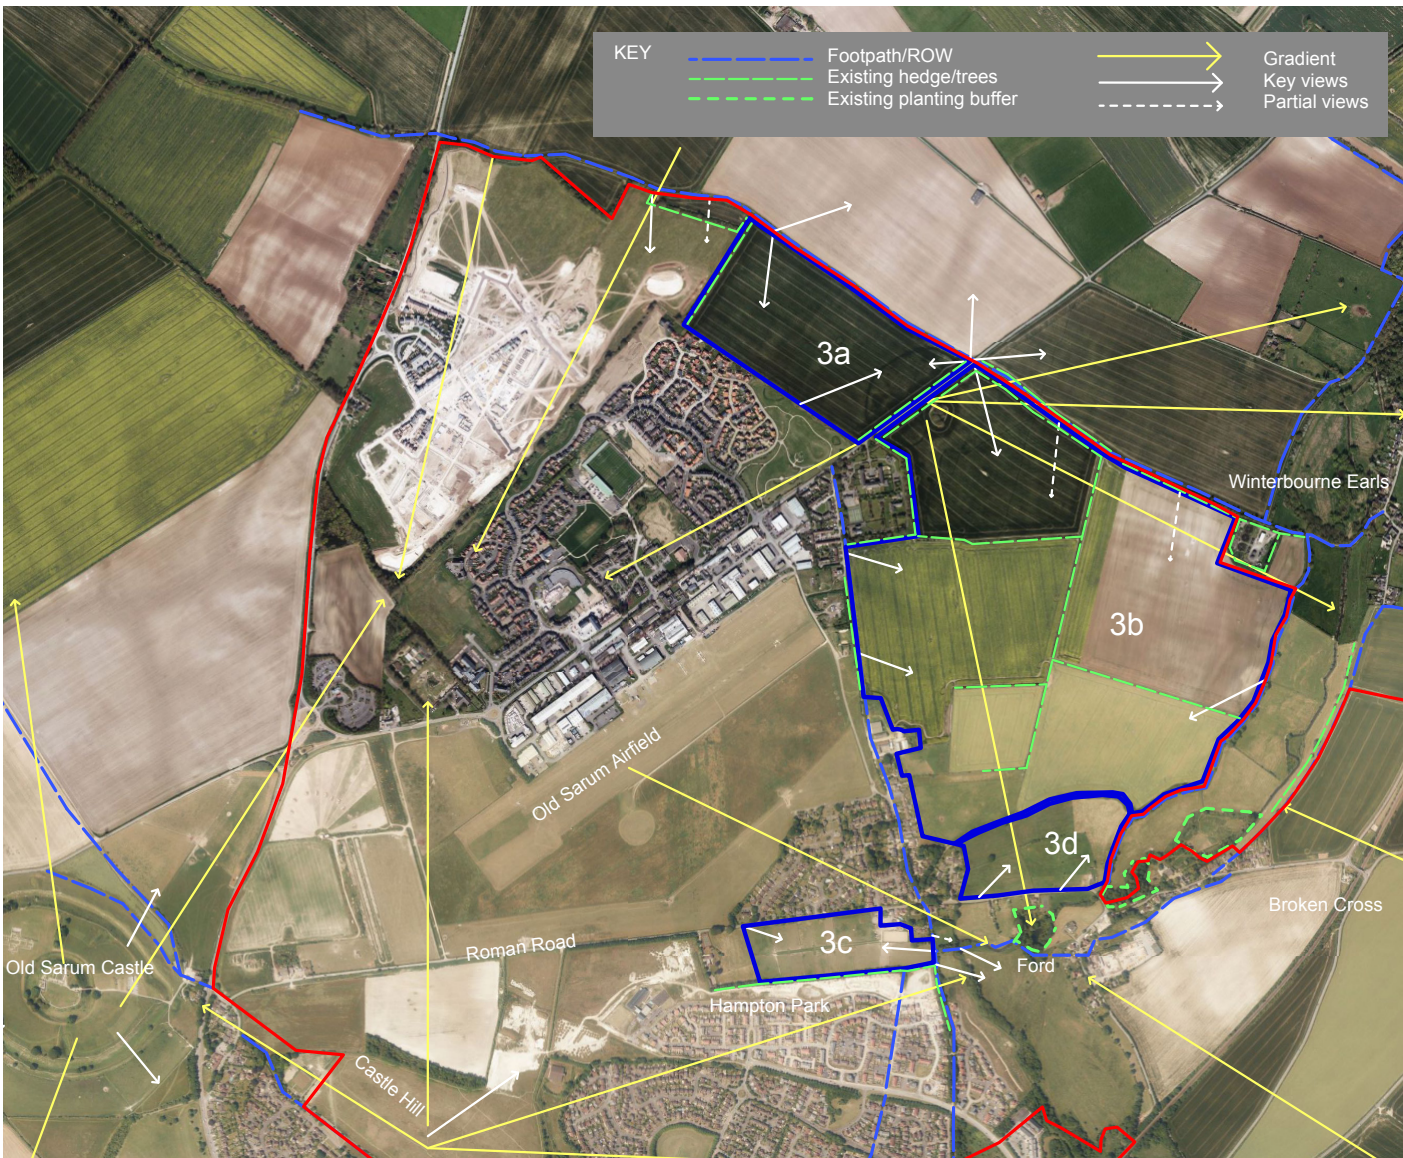 KEY
Footpath/ROW
Existing hedge/trees
Existing planting buffer
Gradient
Key views
Partial views
3a
Winterbourne Earls
3b
Old Sarum Airfield
3d
Broken Cross
Roman Road
3c
Old Sarum Castle
Ford
Hampton Park
Castle Hill